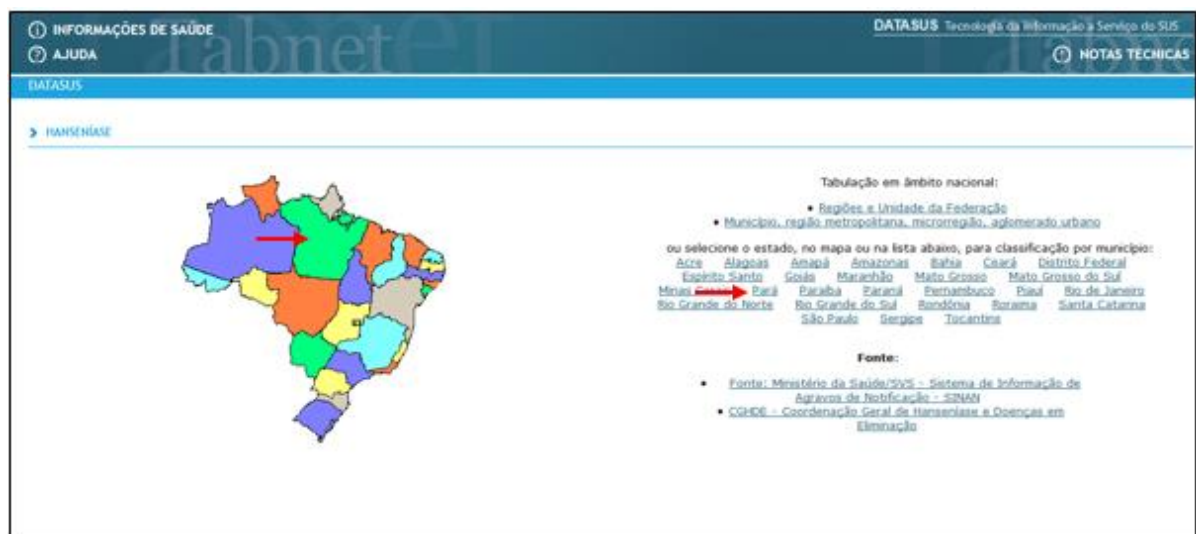 INFORMAÇÕES DE SAÚDE
DATASUS Tecnologia da Informação a Serviço do SUS
Tabnet
AJUDA
NOTAS TÉCNICAS
DATASUS
HANSENÍASE
Tabulação em âmbito nacional:
• Regiões e Unidade da Federação
• Município, região metropolitana, microrregião, aglomerado urbano
ou selecione o estado, no mapa ou na lista abaixo, para classificação por município:
Acre Alagoas Amapá Amazonas Bahia Ceará Distrito Federal
Espírito Santo Goiás Maranhão Mato Grosso Mato Grosso do Sul
Minas Pará Paraíba Paraná Pernambuco Piauí Rio de Janeiro
Rio Grande do Norte Rio Grande do Sul Rondônia Roraima Santa Catarina
São Paulo Sergipe Tocantins
Fonte:
• Fonte: Ministério da Saúde/SVS - Sistema de Informação de
Agravos de Notificação - SINAN
• CGHDE - Coordenação Geral de Hanseníase e Doenças em
Eliminação